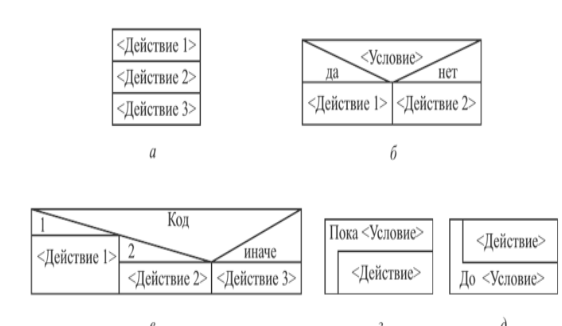 <Действие 1>
<Действие 2>
<Действие 3>
а
<Условие>
да нет
<Действие 1> <Действие 2>
б
Код
1
<Действие 1>
2 иначе
<Действие 2> <Действие 3>
Пока <Условие>
<Действие>
<Действие>
До <Условие>